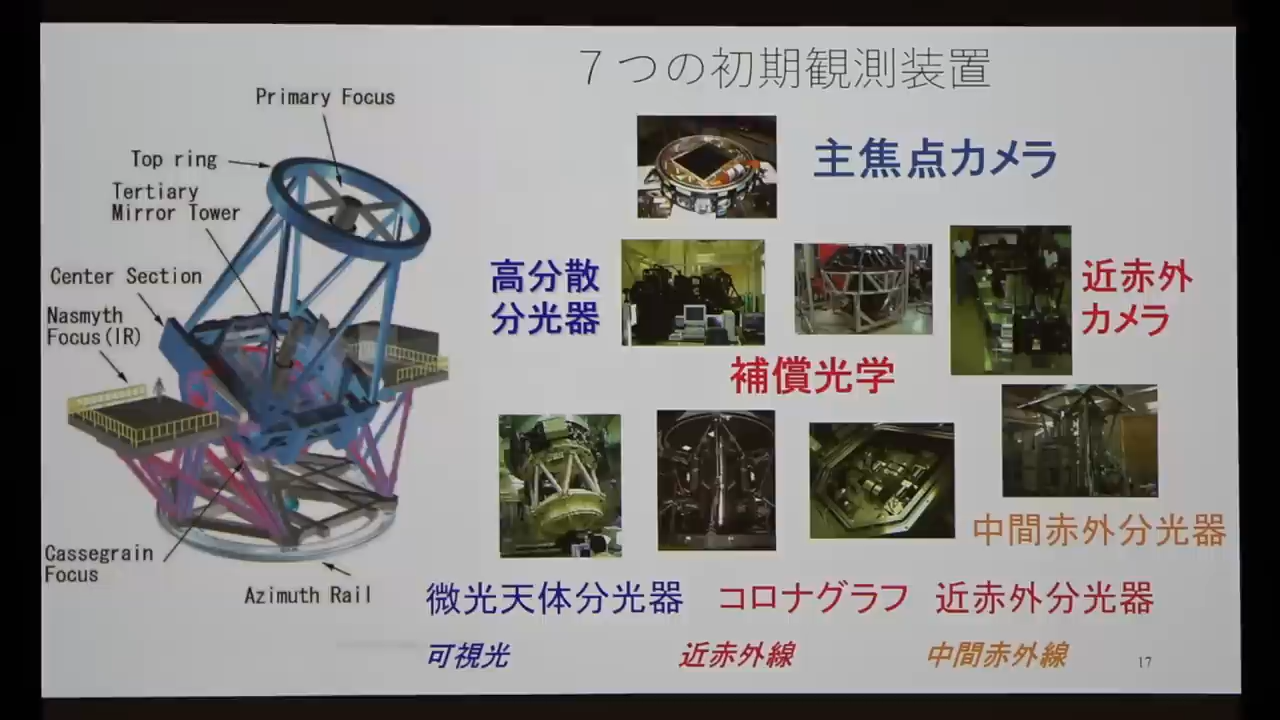 ７つの初期観測装置
Primary Focus
Top ring
Tertiary
Mirror Tower
Center Section
Nasmyth
Focus(IR)
Cassegrain
Focus
Azimuth Rail
主焦点カメラ
高分散
分光器
近赤外
カメラ
補償光学
中間赤外分光器
微光天体分光器
コロナグラフ
近赤外分光器
可視光
近赤外線
中間赤外線
17